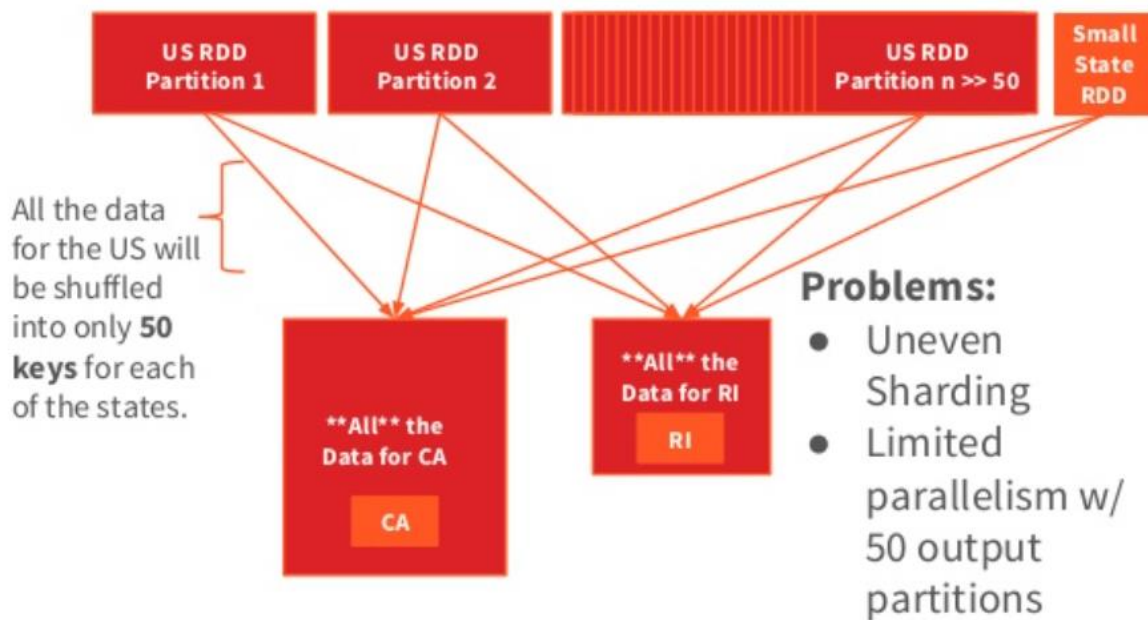 US RDD
Partition 1
US RDD
Partition 2
US RDD
Partition n >> 50
Small
State
RDD
All the data
for the US will
be shuffled
into only 50
keys for each
of the states.
**All** the
Data for CA
CA
**All** the
Data for RI
RI
Problems:
● Uneven
Sharding
● Limited
parallelism w/
50 output
partitions